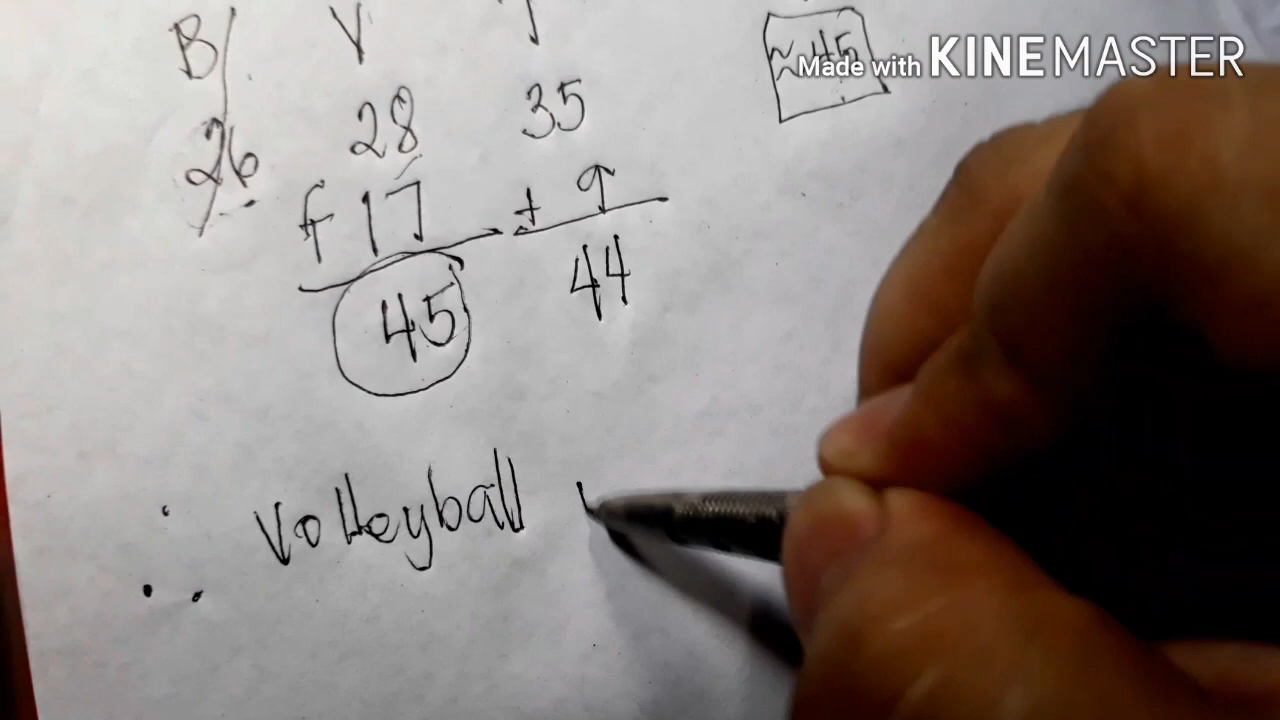 B/ V T
≈ 45
Made with KINEMASTER
26 28 35
+ 17 + 9
45 44
∴ Volleyball